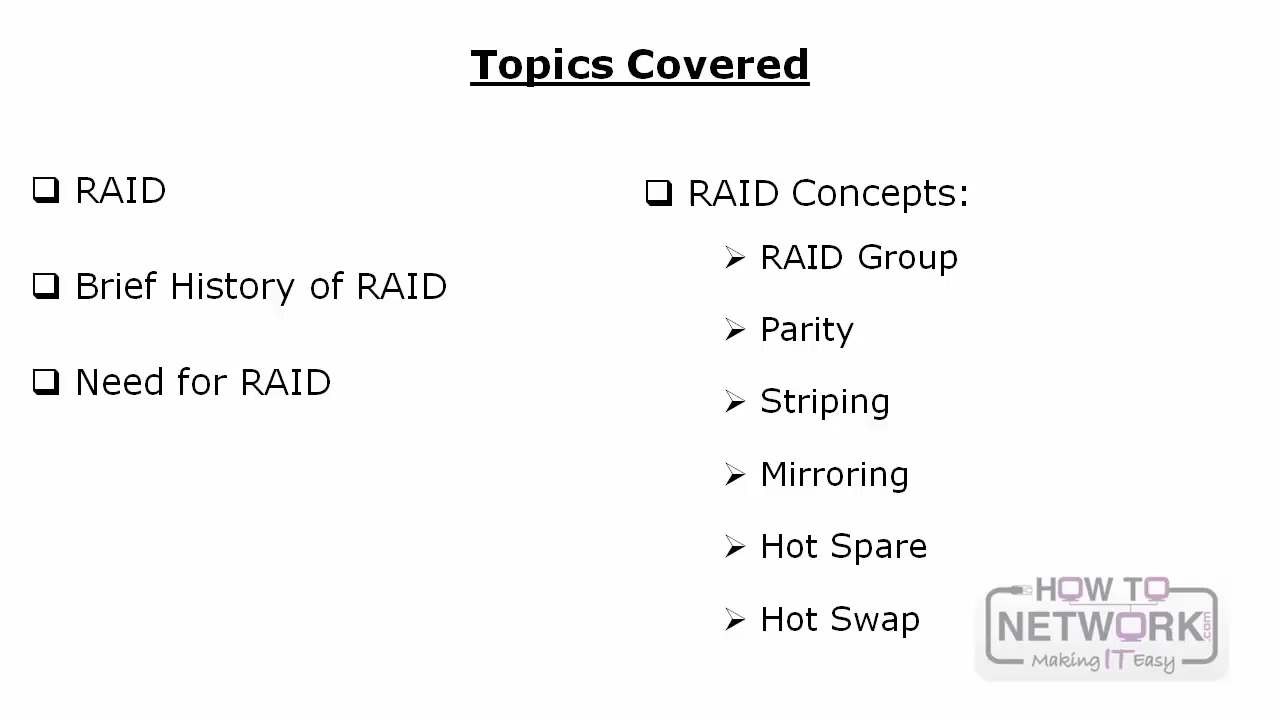 Topics Covered
RAID
Brief History of RAID
Need for RAID
RAID Concepts:
RAID Group
Parity
Striping
Mirroring
Hot Spare
Hot Swap
HOW TO
NETWORK.com
Making IT Easy